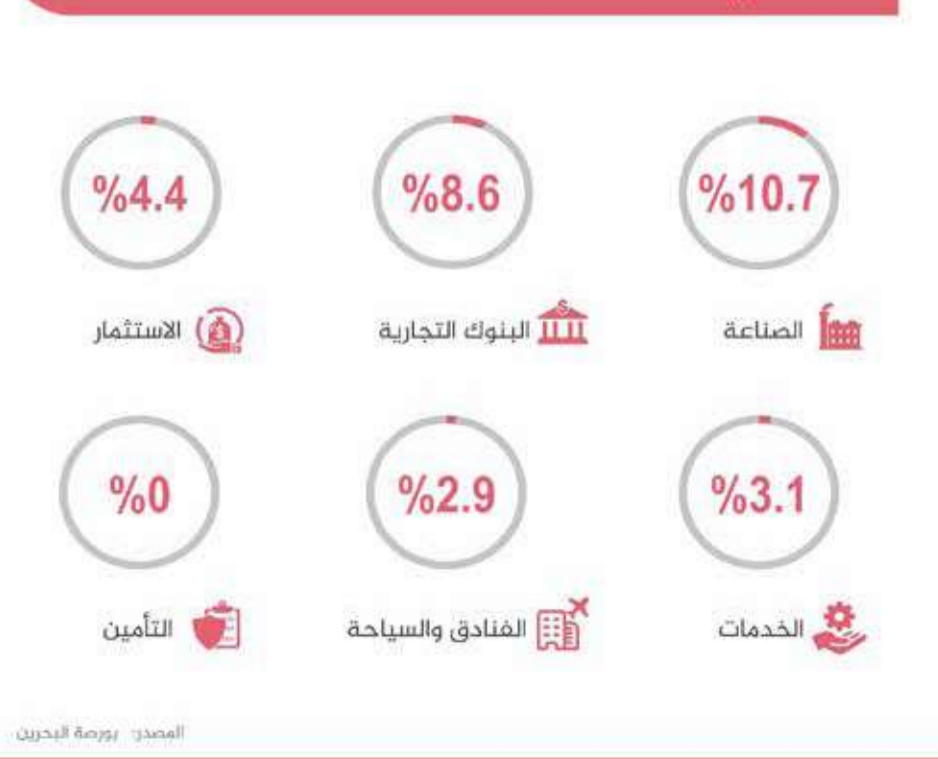 %10.7 %8.6 %4.4
الصناعة البنوك التجارية الاستثمار
%3.1 %2.9 %0
الخدمات الفنادق والسياحة التأمين
المصدر: بورصة البحرين